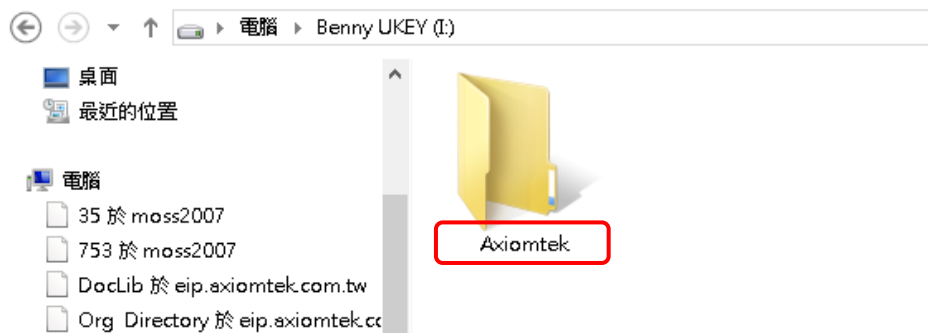 電腦 Benny UKEY (I:)
桌面
最近的位置
電腦
35 於 moss2007
753 於 moss2007
DocLib 於 eip.axiomtek.com.tw
Org Directory 於 eip.axiomtek.cc
Axiomtek